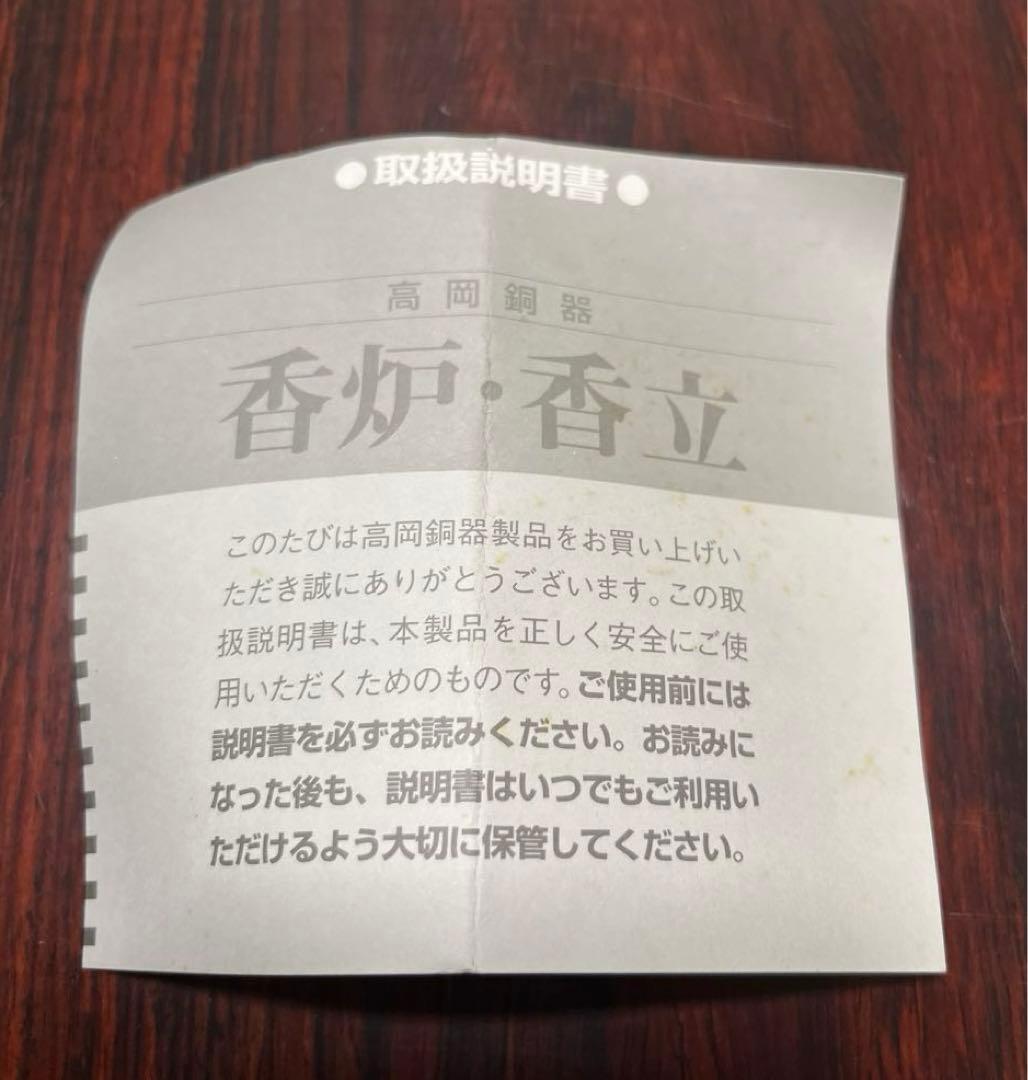 ●取扱説明書●
高岡銅器
香炉・香立
このたびは高岡銅器製品をお買い上げい
ただき誠にありがとうございます。この取
扱説明書は、本製品を正しく安全にご使
用いただくためのものです。ご使用前には
説明書を必ずお読みください。お読みに
なった後も、説明書はいつでもご利用い
ただけるよう大切に保管してください。